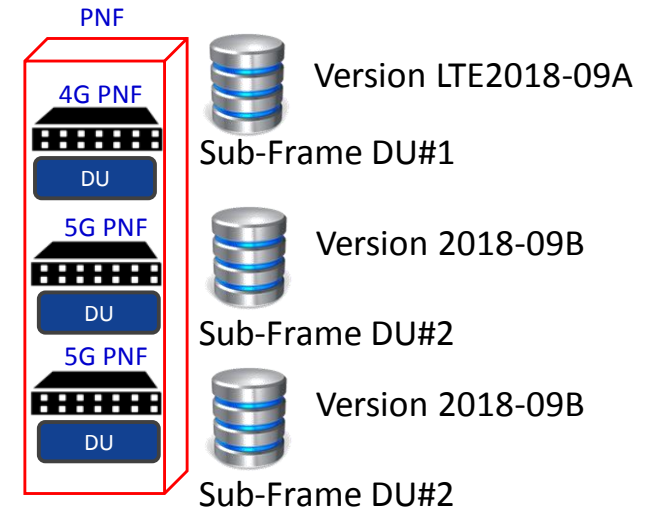 PNF
4G PNF
DU
Version LTE2018-09A
Sub-Frame DU#1
5G PNF
DU
Version 2018-09B
Sub-Frame DU#2
5G PNF
DU
Version 2018-09B
Sub-Frame DU#2